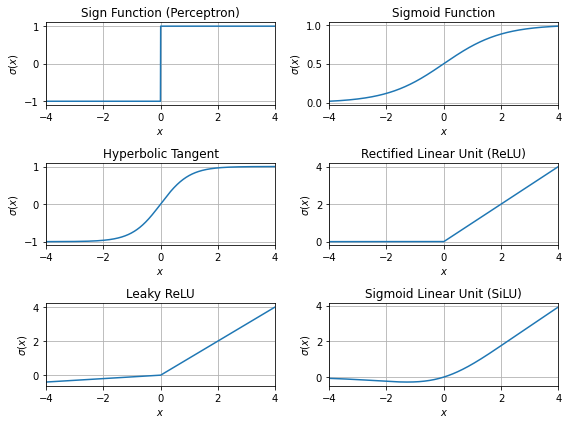 Sign Function (Perceptron)
1
0
−1
σ(x)
−4 −2 0 2 4
x
Sigmoid Function
1.0
0.5
0.0
σ(x)
−4 −2 0 2 4
x
Hyperbolic Tangent
1
0
−1
σ(x)
−4 −2 0 2 4
x
Rectified Linear Unit (ReLU)
4
2
0
σ(x)
−4 −2 0 2 4
x
Leaky ReLU
4
2
0
σ(x)
−4 −2 0 2 4
x
Sigmoid Linear Unit (SiLU)
4
2
0
σ(x)
−4 −2 0 2 4
x